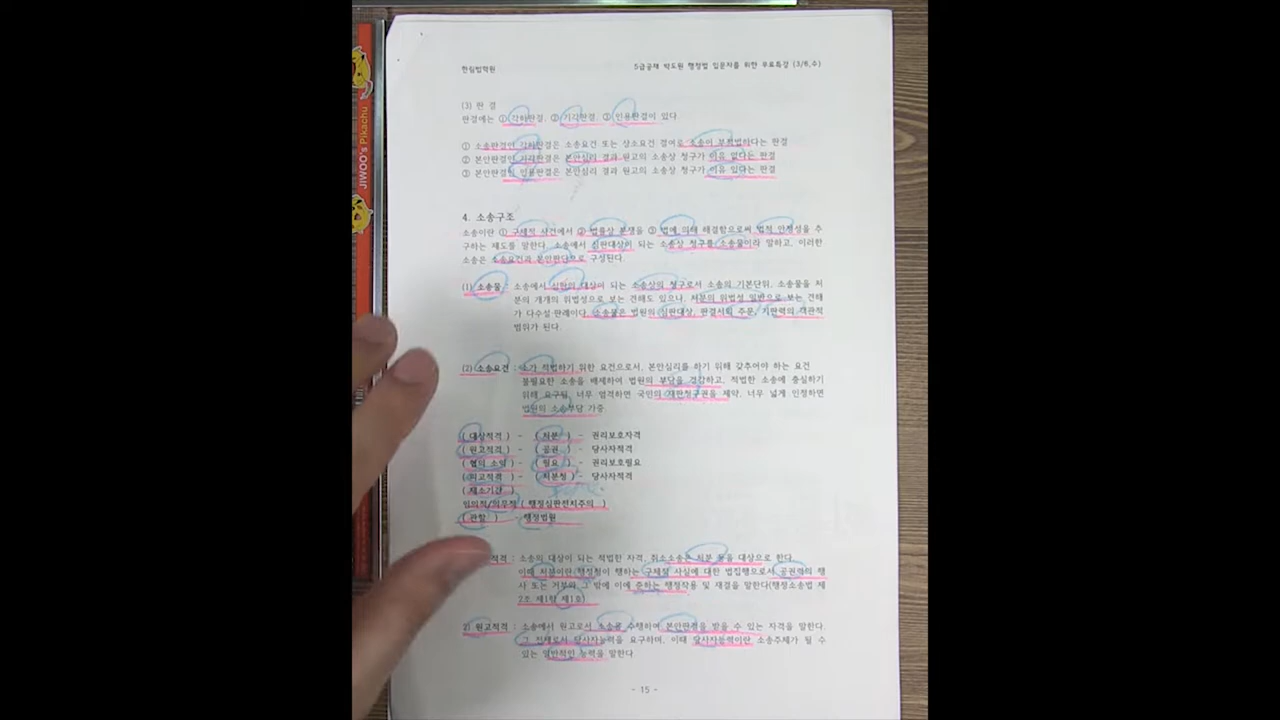 한림법학원
5급공채 박도원 행정법 입문자를 위한 무료특강 (3/6,수)
(3) 판 결
판결에는 ① 각하판결, ② 기각판결, ③ 인용판결이 있다.
① 소송판결인 각하판결은 소송요건 또는 상소요건 결여로 소송이 부적법하다는 판결
② 본안판결인 기각판결은 본안심리 결과 원고의 소송상 청구가 이유 없다는 판결
③ 본안판결인 인용판결은 본안심리 결과 원고의 소송상 청구가 이유 있다는 판결
4. 소송구조
소송이란 ① 구체적 사건에서 ② 법률상 분쟁을 ③ 법에 의해 해결함으로써 법적 안정성을 추
구하는 제도를 말한다. 소송에서 심판대상이 되는 소송상 청구를 소송물이라 말하고, 이러한
소송은 소송요건과 본안판단으로 구성된다.
(1) 소송물 : 소송에서 심판의 대상이 되는 소송상의 청구로서 소송의 기본단위. 소송물을 처
분의 개개의 위법성으로 보는 견해도 있으나, 처분의 위법성 일반으로 보는 견해
가 다수설·판례이다. 소송물은 법원의 심판대상, 판결서의 주문, 기판력의 객관적
범위가 된다.
(2) 소송요건 : 소가 적법하기 위한 요건으로서, 본안심리를 하기 위해 갖추어야 하는 요건
불필요한 소송을 배제하여 법원의 부담을 경감하고, 적법한 소송에 충실하기
위해 요구됨. 너무 엄격하면 국민의 재판청구권을 제약, 너무 넓게 인정하면
법원의 소송부담 가중.
( 대상적격 ) - ( 처분 ) - 권리보호자격
( 원고적격 ) - ( 공권 ) - 당사자적격
( 협의 소익 ) - ( 필요 ) - 권리보호필요
( 피고적격 ) - ( 처분청 ) - 당사자적격
( 제소기간 )
임의적/의무적 ( 행정심판전치주의 )
( 관할 ) - 행정법원
적격 : 소송의 대상이 되는 적법한 자격. 취소소송은 처분 등을 대상으로 한다.
이때 처분이란 행정청이 행하는 구체적 사실에 대한 법집행으로서 공권력의 행
사 또는 거부와 그 밖에 이에 준하는 행정작용 및 재결을 말한다(행정소송법 제
2조 제1항 제1호)
2) 원고적격 : 소송에서 원고로서 소송을 수행하여 본안판결을 받을 수 있는 자격을 말한다.
그 전제로서 당사자능력을 요구하며, 이때 당사자능력이란 소송주체가 될 수
있는 일반적인 능력을 말한다.
- 15 -
JIWOO's Pikachu